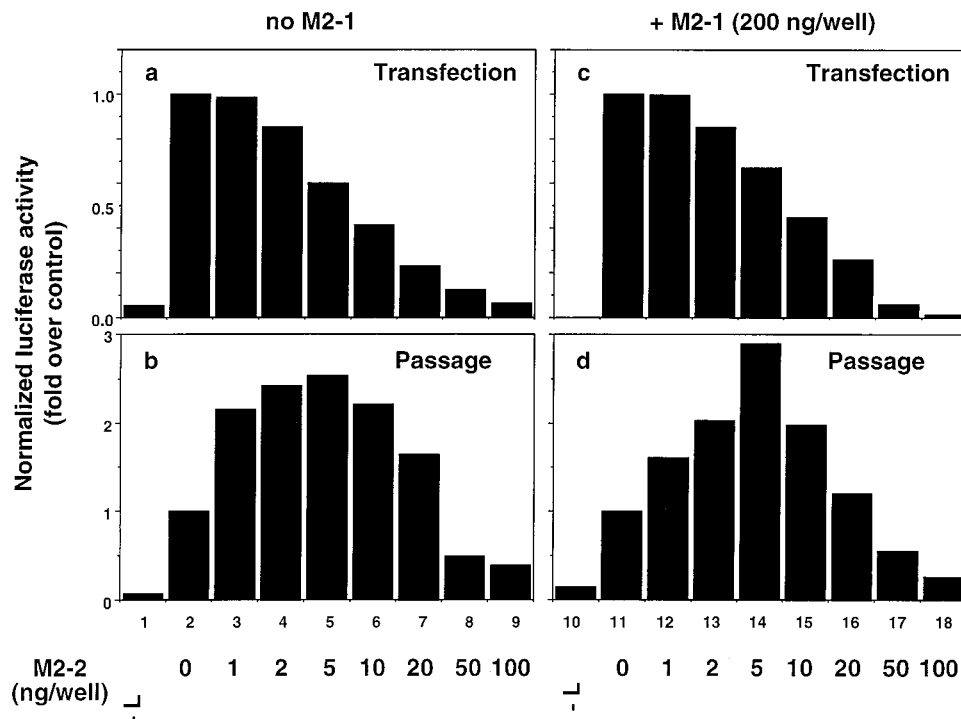 no M2-1
+ M2-1 (200 ng/well)
Normalized luciferase activity
(fold over control)
a
Transfection
1.0
0.5
0.0
c
Transfection
b
Passage
3
2
1
0
d
Passage
1 2 3 4 5 6 7 8 9
10 11 12 13 14 15 16 17 18
M2-2
(ng/well)
-L
0 1 2 5 10 20 50 100
-L
0 1 2 5 10 20 50 100